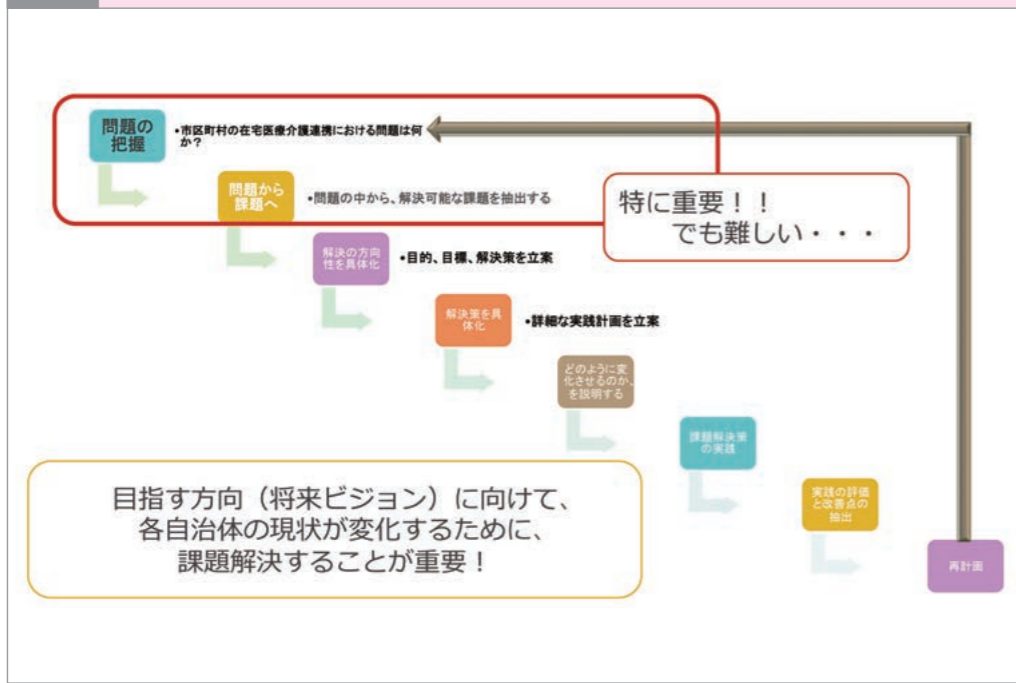 問題の
把握
•市区町村の在宅医療介護連携における問題は何
か？
問題から
課題へ
•問題の中から、解決可能な課題を抽出する
特に重要！！
でも難しい・・・
解決の方向
性を具体化
•目的、目標、解決策を立案
解決策を具
体化
•詳細な実践計画を立案
どのように変
化させるのか、
を説明する
課題解決策
の実践
実践の評価
と改善点の
抽出
再計画
目指す方向（将来ビジョン）に向けて、
各自治体の現状が変化するために、
課題解決することが重要！